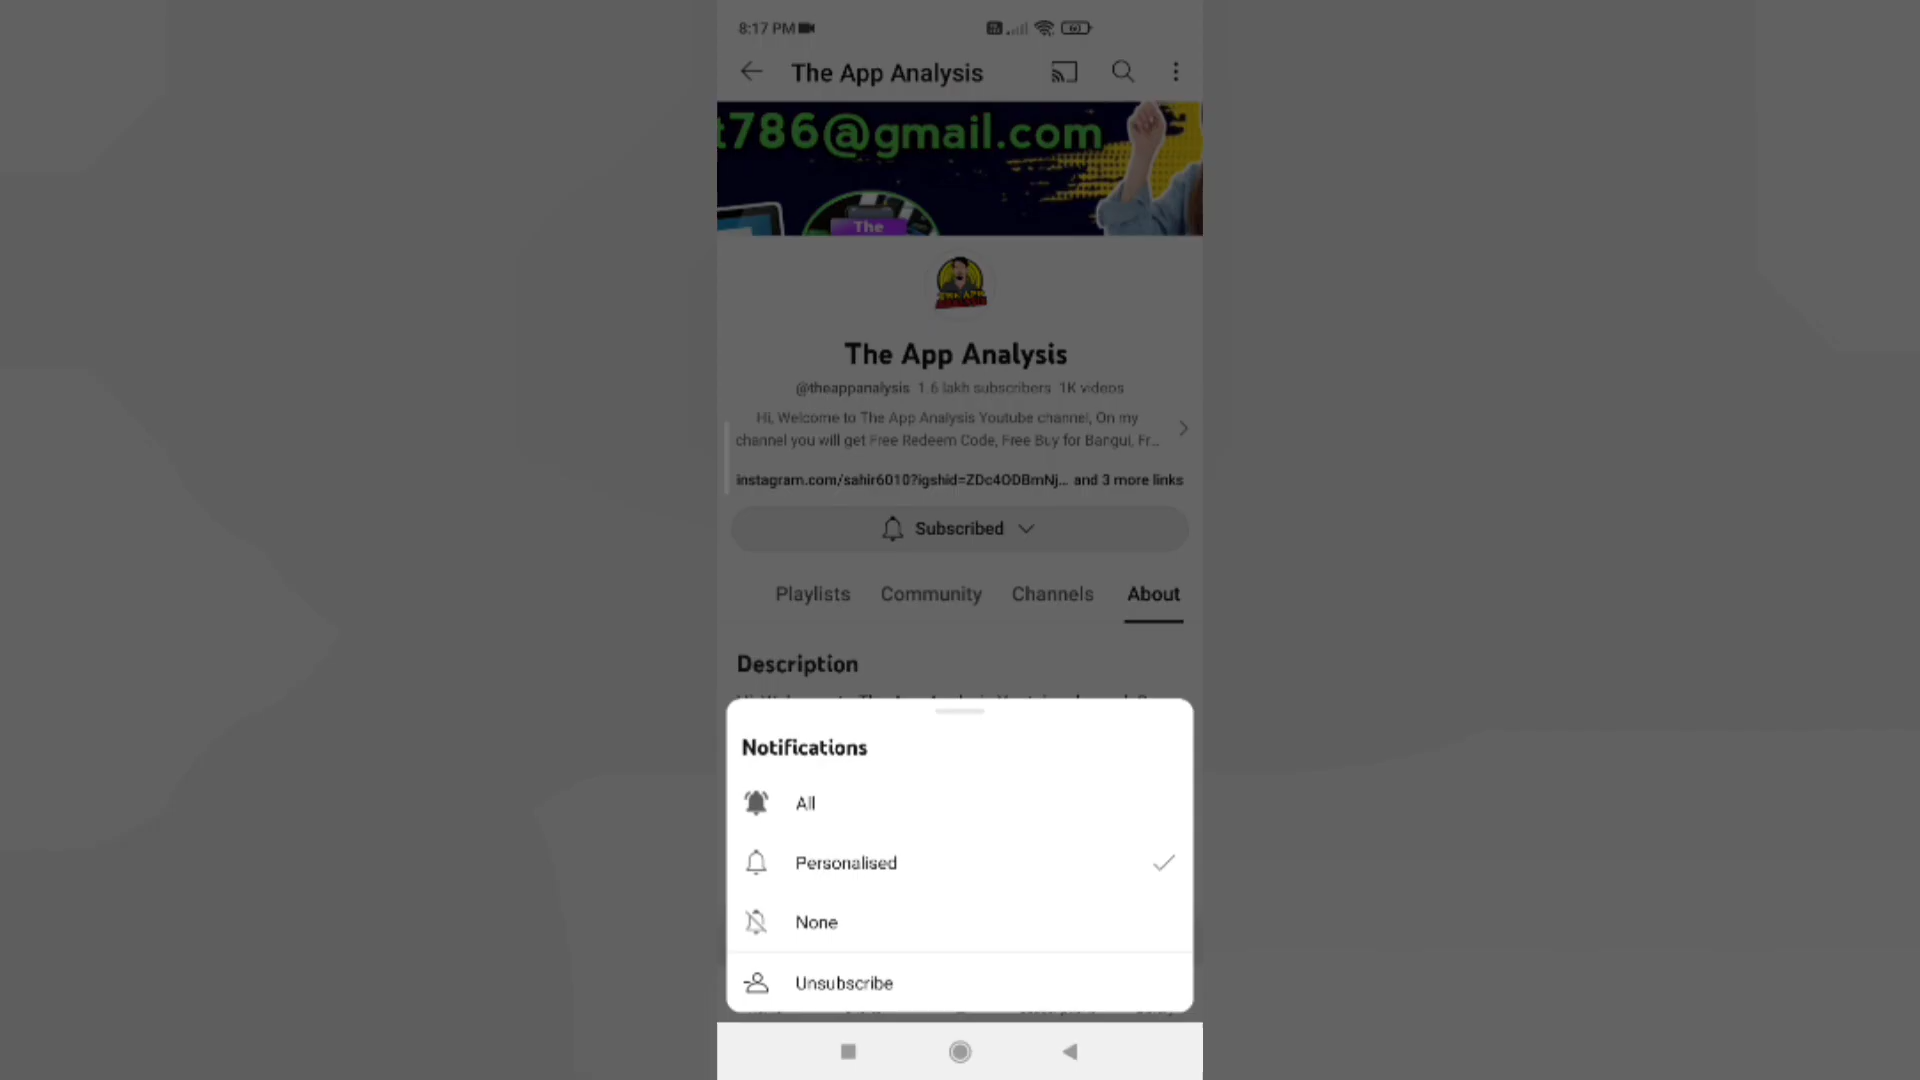 8:17 PM
The App Analysis
t786@gmail.com
The
The App Analysis
@theappanalysis 1.6 lakh subscribers 1K videos
Hi, Welcome to The App Analysis Youtube channel, On my
channel you will get Free Redeem Code, Free Buy for Bangui, Fr...
instagram.com/sahir6010?igshid=ZDc4ODBmNj... and 3 more links
Subscribed
Playlists Community Channels About
Description
Notifications
All
Personalised
None
Unsubscribe